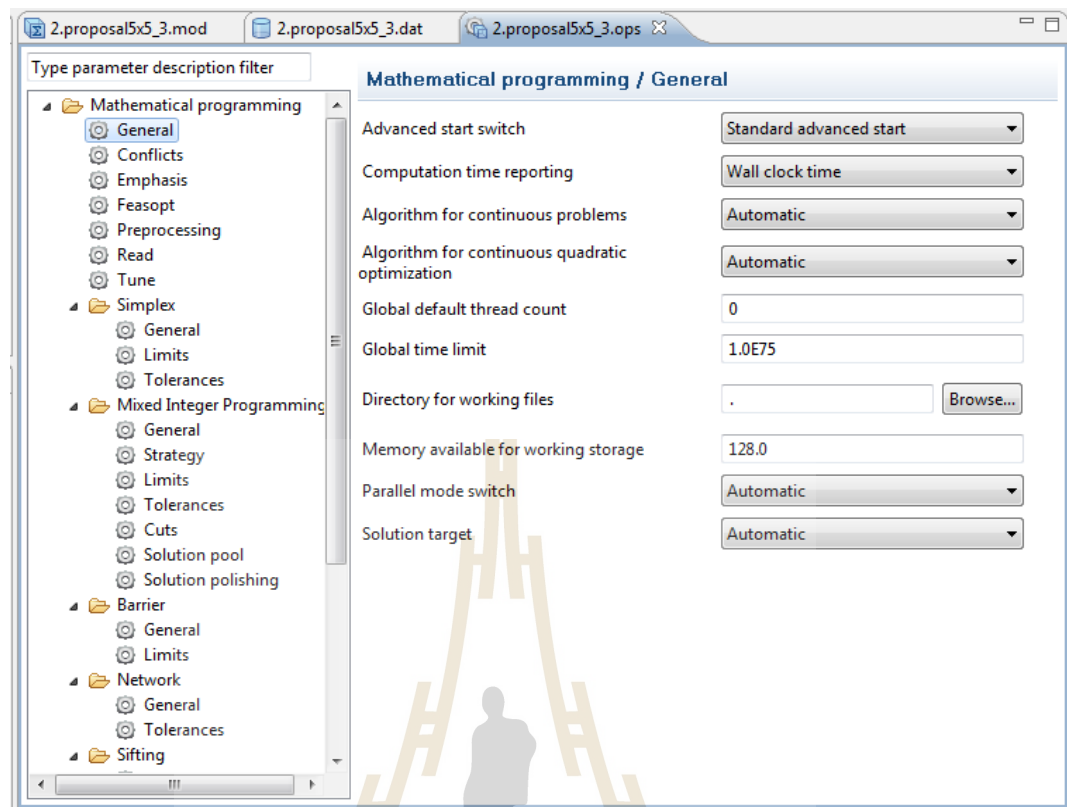 2.proposal5x5_3.mod
2.proposal5x5_3.dat
2.proposal5x5_3.ops
Type parameter description filter
Mathematical programming
General
Conflicts
Emphasis
Feasopt
Preprocessing
Read
Tune
Simplex
General
Limits
Tolerances
Mixed Integer Programming
General
Strategy
Limits
Tolerances
Cuts
Solution pool
Solution polishing
Barrier
General
Limits
Network
General
Tolerances
Sifting
Mathematical programming / General
Advanced start switch
Standard advanced start
Computation time reporting
Wall clock time
Algorithm for continuous problems
Automatic
Algorithm for continuous quadratic
optimization
Automatic
Global default thread count
0
Global time limit
1.0E75
Directory for working files
.
Browse...
Memory available for working storage
128.0
Parallel mode switch
Automatic
Solution target
Automatic